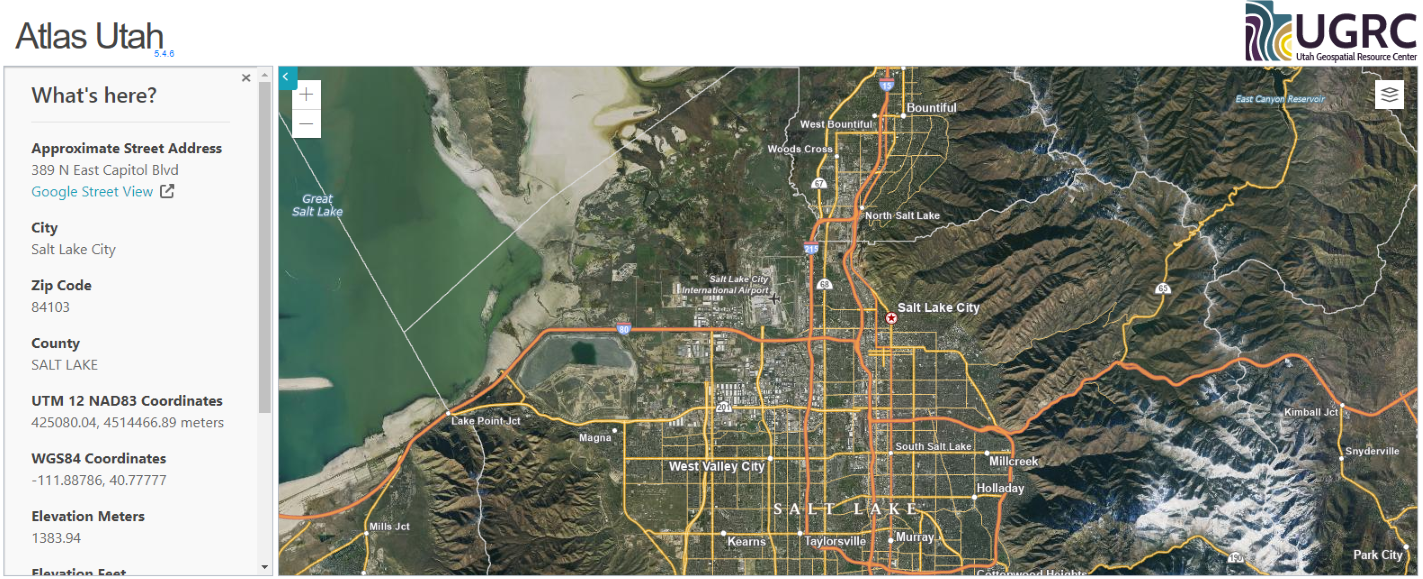 Atlas Utah
5.4.6
UGRC
Utah Geospatial Resource Center
What's here?
×
Approximate Street Address
389 N East Capitol Blvd
Google Street View
City
Salt Lake City
Zip Code
84103
County
SALT LAKE
UTM 12 NAD83 Coordinates
425080.04, 4514466.89 meters
WGS84 Coordinates
-111.88786, 40.77777
Elevation Meters
1383.94
Elevation Feet
+
−
15
Bountiful
East Canyon Reservoir
West Bountiful
Woods Cross
67
Great
Salt Lake
North Salt Lake
215
Salt Lake City
International Airport
68
65
Salt Lake City
80
201
Lake Point Jct
Magna
Kimball Jct
South Salt Lake
Snyderville
West Valley City
Millcreek
Holladay
SALT LAKE
Mills Jct
Kearns
Taylorsville
Murray
Park City
190
Cottonwood Heights